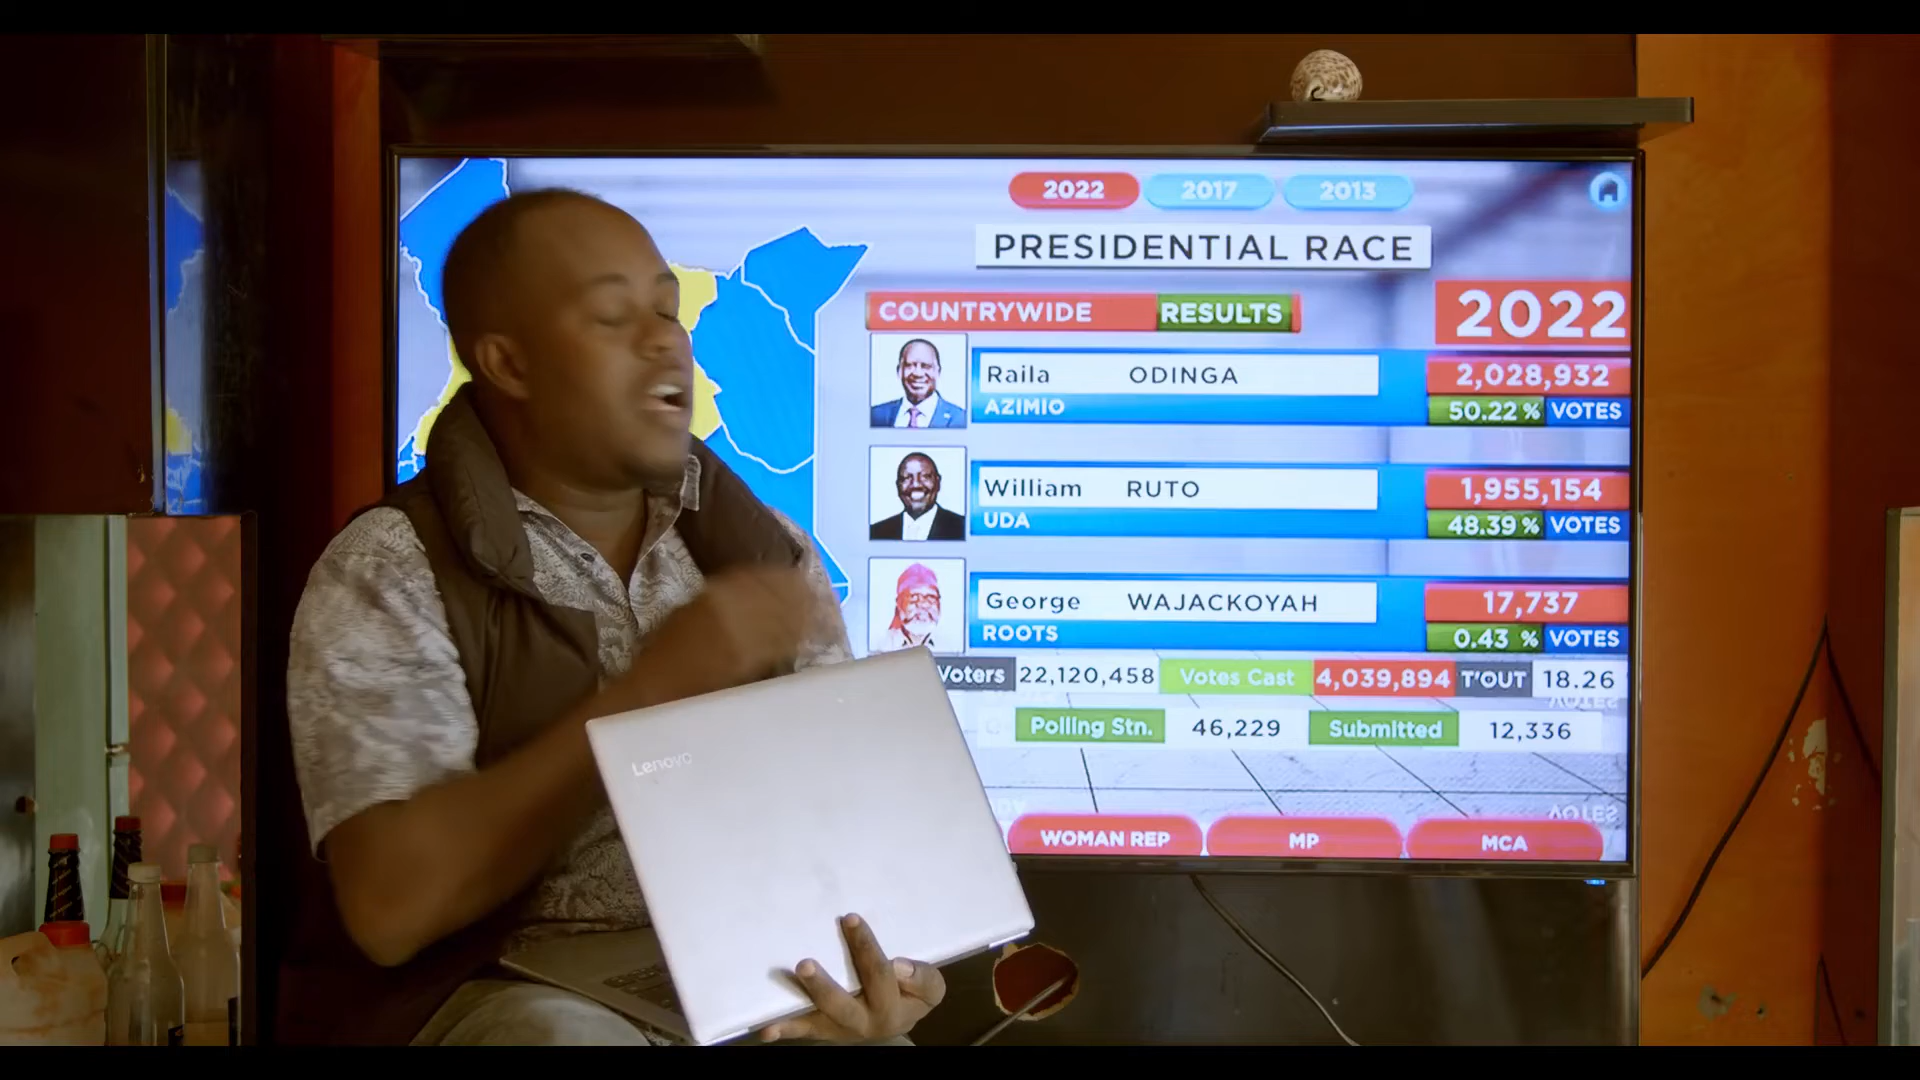 2022 2017 2013
PRESIDENTIAL RACE
COUNTRYWIDE RESULTS
2022
Raila ODINGA
2,028,932
AZIMIO
50.22 % VOTES
William RUTO
1,955,154
UDA
48.39 % VOTES
George WAJACKOYAH
17,737
ROOTS
0.43 % VOTES
Voters 22,120,458 Votes Cast 4,039,894 T'OUT 18.26
Polling Stn. 46,229 Submitted 12,336
WOMAN REP MP MCA
Lenovo